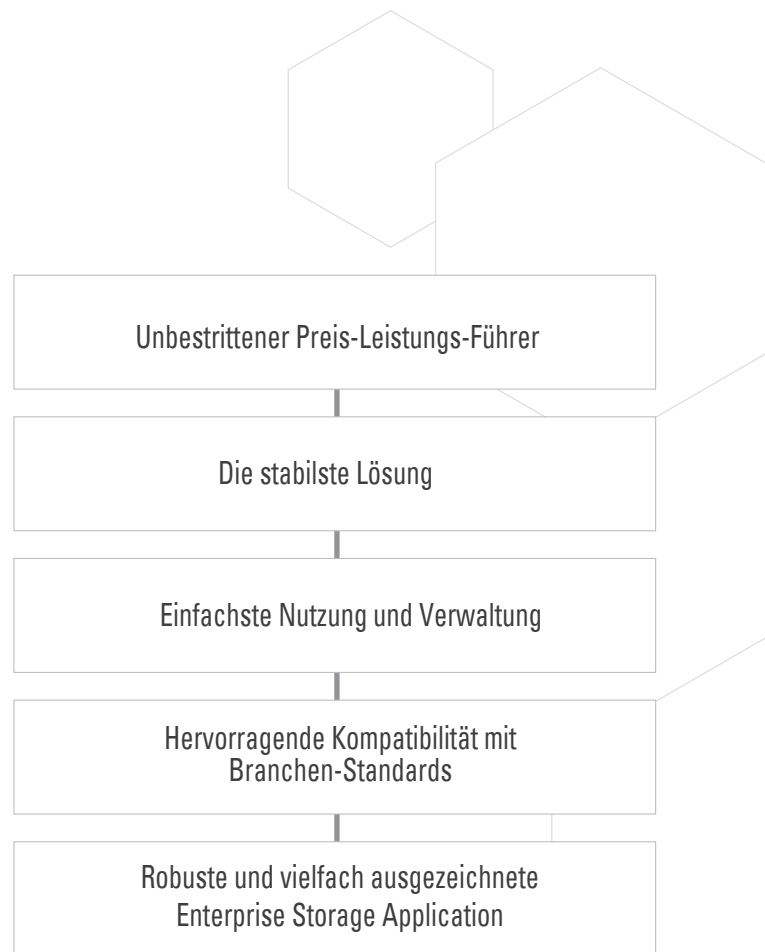 Unbestrittener Preis-Leistungs-Führer
Die stabilste Lösung
Einfachste Nutzung und Verwaltung
Hervorragende Kompatibilität mit
Branchen-Standards
Robuste und vielfach ausgezeichnete
Enterprise Storage Application